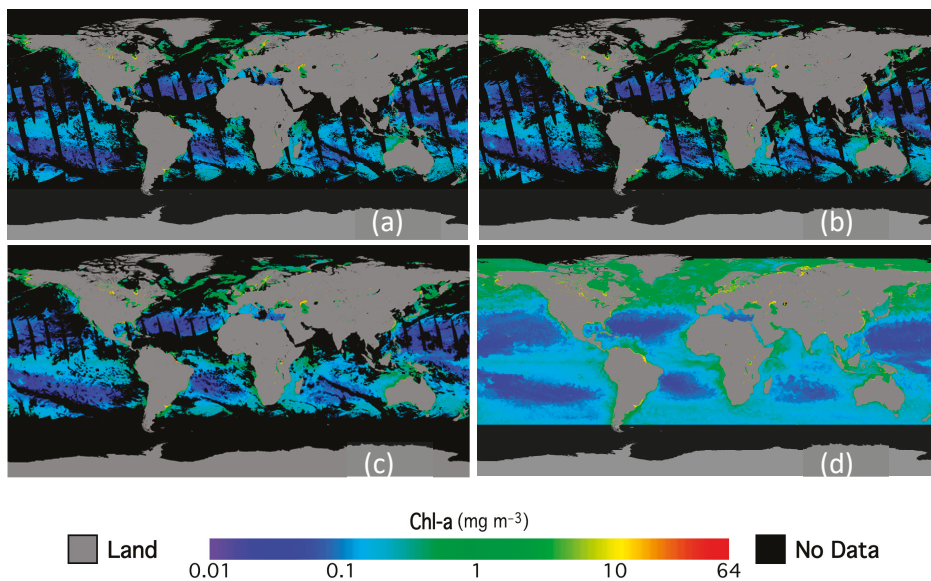 (a)
(b)
(c)
(d)
Chl-a (mg m⁻³)
Land
No Data
0.01 0.1 1 10 64